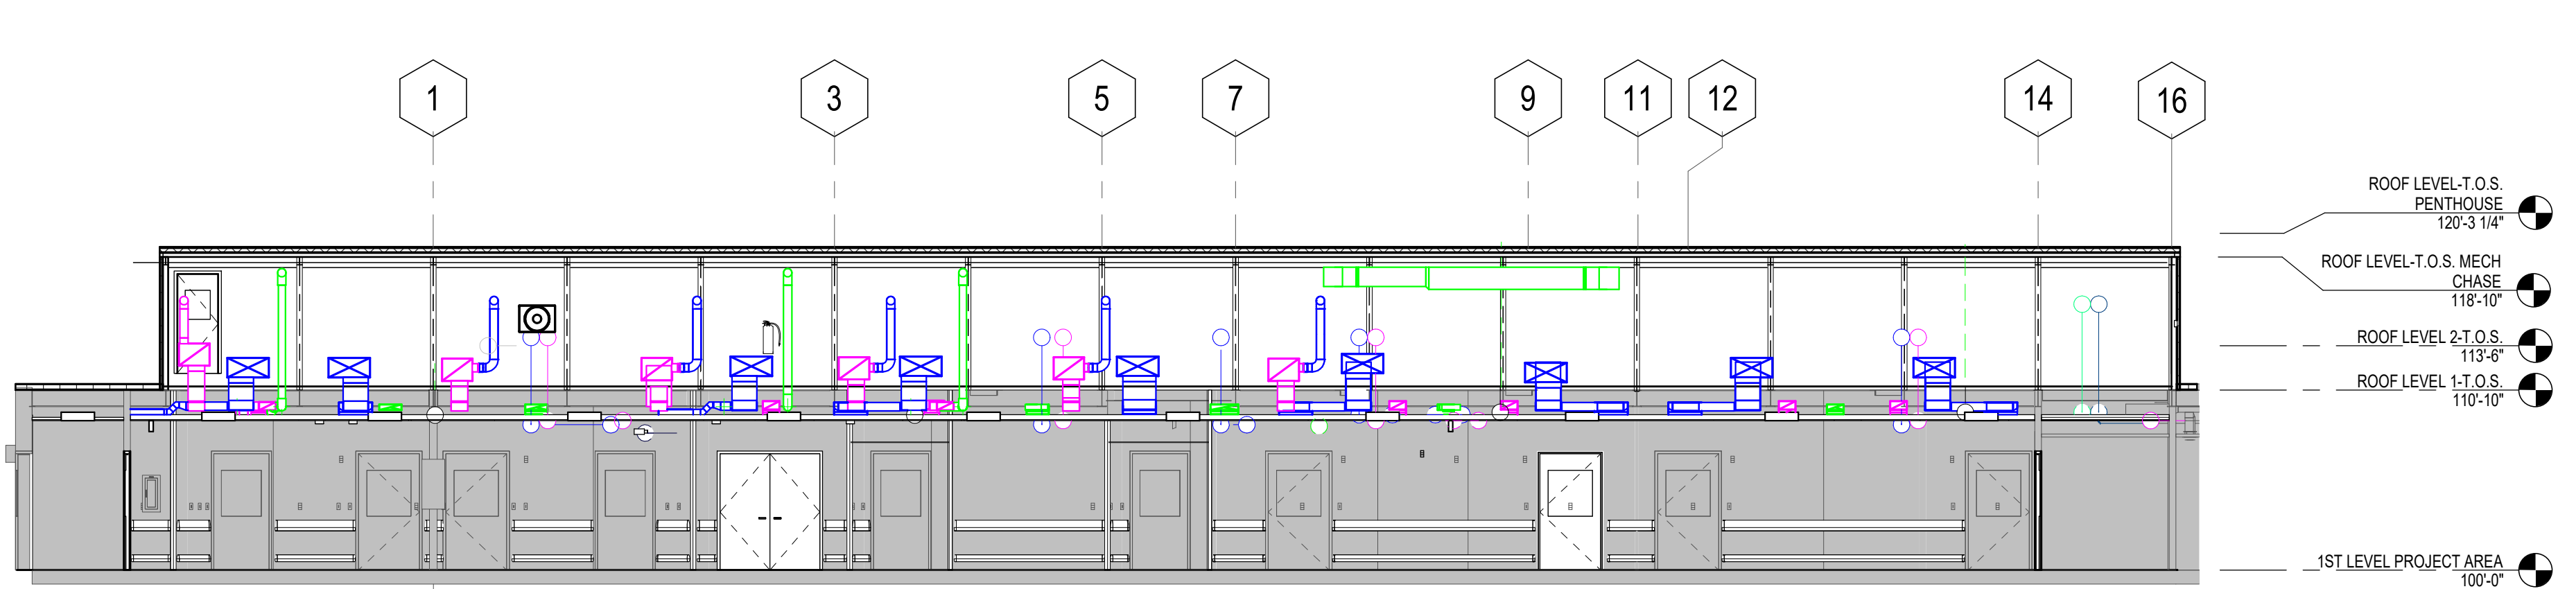 1
3
5
7
9
11
12
14
16
ROOF LEVEL-T.O.S.
PENTHOUSE
120'-3 1/4"
ROOF LEVEL-T.O.S. MECH
CHASE
118'-10"
ROOF LEVEL 2-T.O.S.
113'-6"
ROOF LEVEL 1-T.O.S.
110'-10"
1ST LEVEL PROJECT AREA
100'-0"